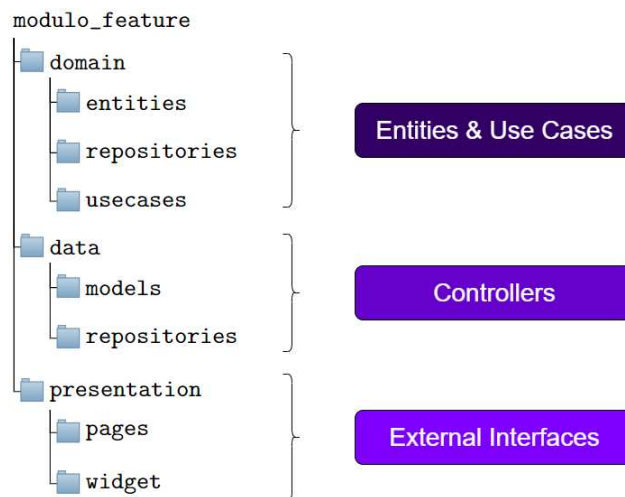 modulo_feature
domain
entities
repositories
usecases
Entities & Use Cases
data
models
repositories
Controllers
presentation
pages
widget
External Interfaces